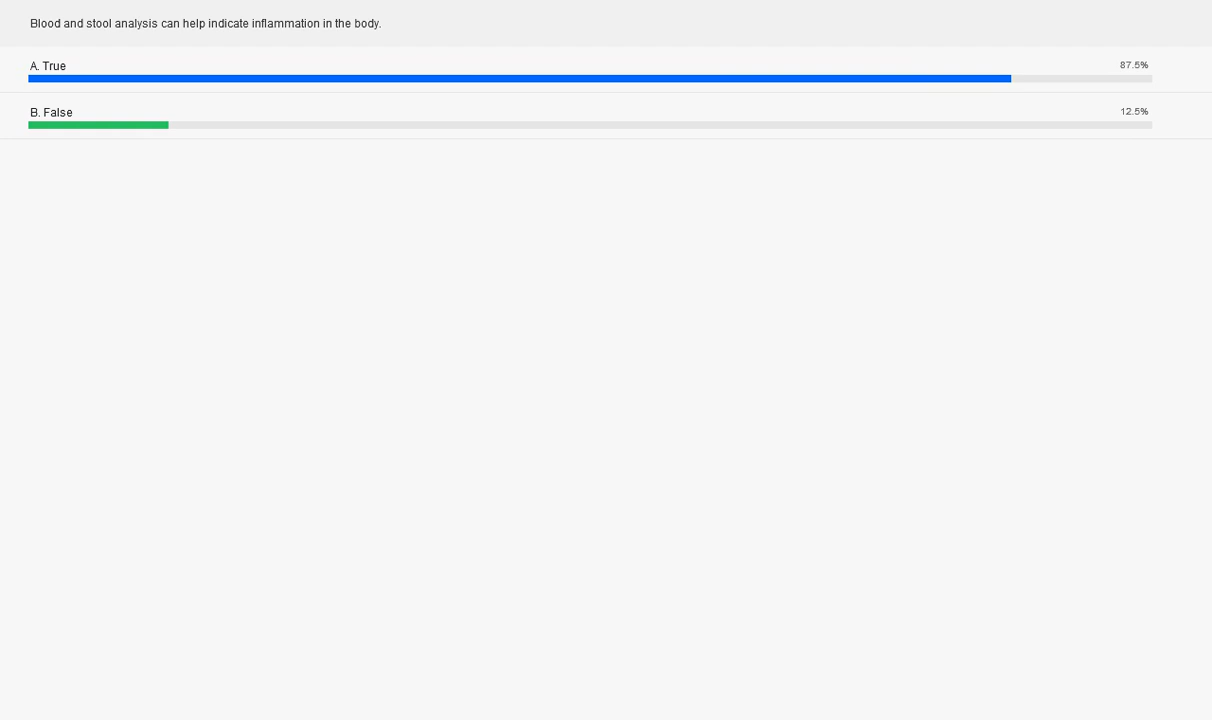 Blood and stool analysis can help indicate inflammation in the body.
A. True
87.5%
B. False
12.5%